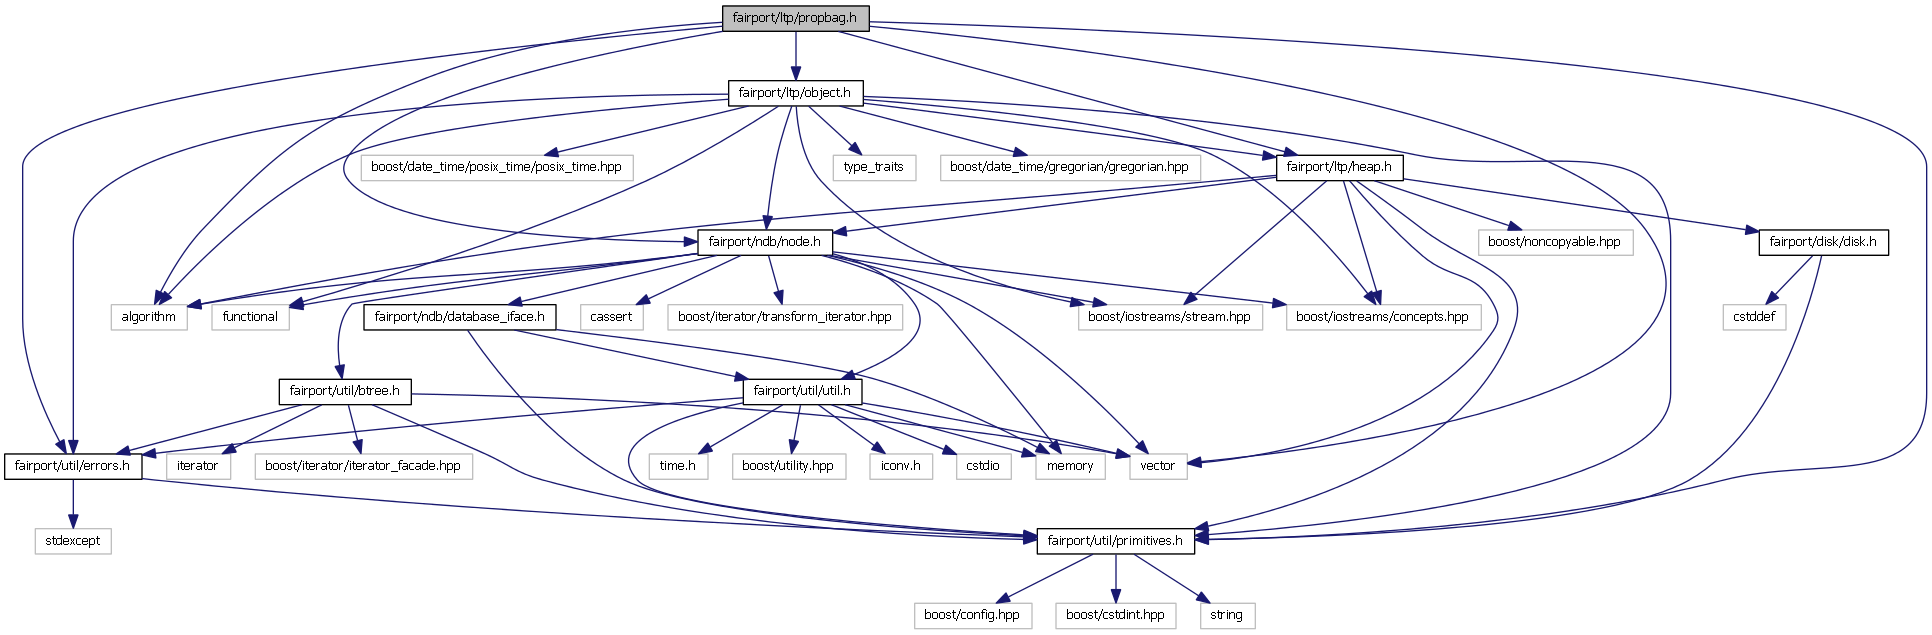 fairport/ltp/propbag.h
fairport/ltp/object.h
boost/date_time/posix_time/posix_time.hpp
type_traits
boost/date_time/gregorian/gregorian.hpp
fairport/ltp/heap.h
fairport/ndb/node.h
boost/noncopyable.hpp
fairport/disk/disk.h
algorithm
functional
fairport/ndb/database_iface.h
cassert
boost/iterator/transform_iterator.hpp
boost/iostreams/stream.hpp
boost/iostreams/concepts.hpp
cstddef
fairport/util/btree.h
fairport/util/util.h
fairport/util/errors.h
iterator
boost/iterator/iterator_facade.hpp
time.h
boost/utility.hpp
iconv.h
cstdio
memory
vector
stdexcept
fairport/util/primitives.h
boost/config.hpp
boost/cstdint.hpp
string